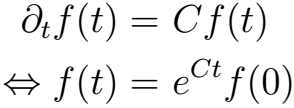 ∂ₜf(t) = Cf(t)
⇔ f(t) = e^{Ct}f(0)